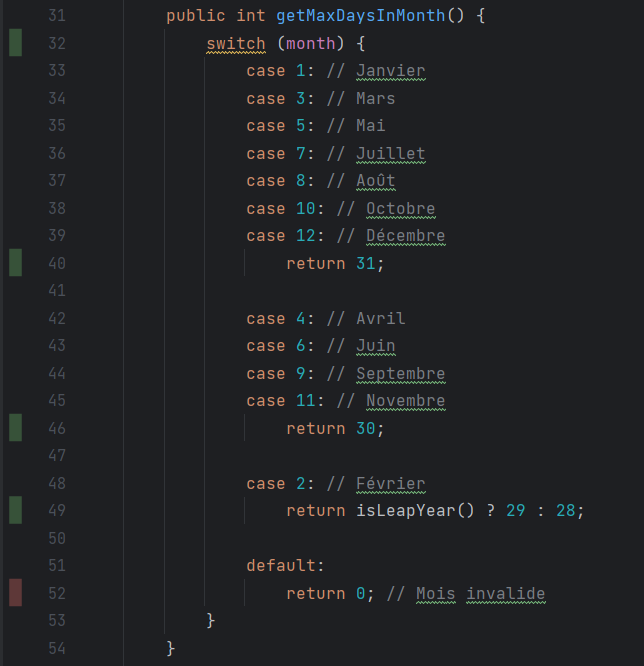 31 public int getMaxDaysInMonth() {
32 switch (month) {
33 case 1: // Janvier
34 case 3: // Mars
35 case 5: // Mai
36 case 7: // Juillet
37 case 8: // Août
38 case 10: // Octobre
39 case 12: // Décembre
40 return 31;
41
42 case 4: // Avril
43 case 6: // Juin
44 case 9: // Septembre
45 case 11: // Novembre
46 return 30;
47
48 case 2: // Février
49 return isLeapYear() ? 29 : 28;
50
51 default:
52 return 0; // Mois invalide
53 }
54 }